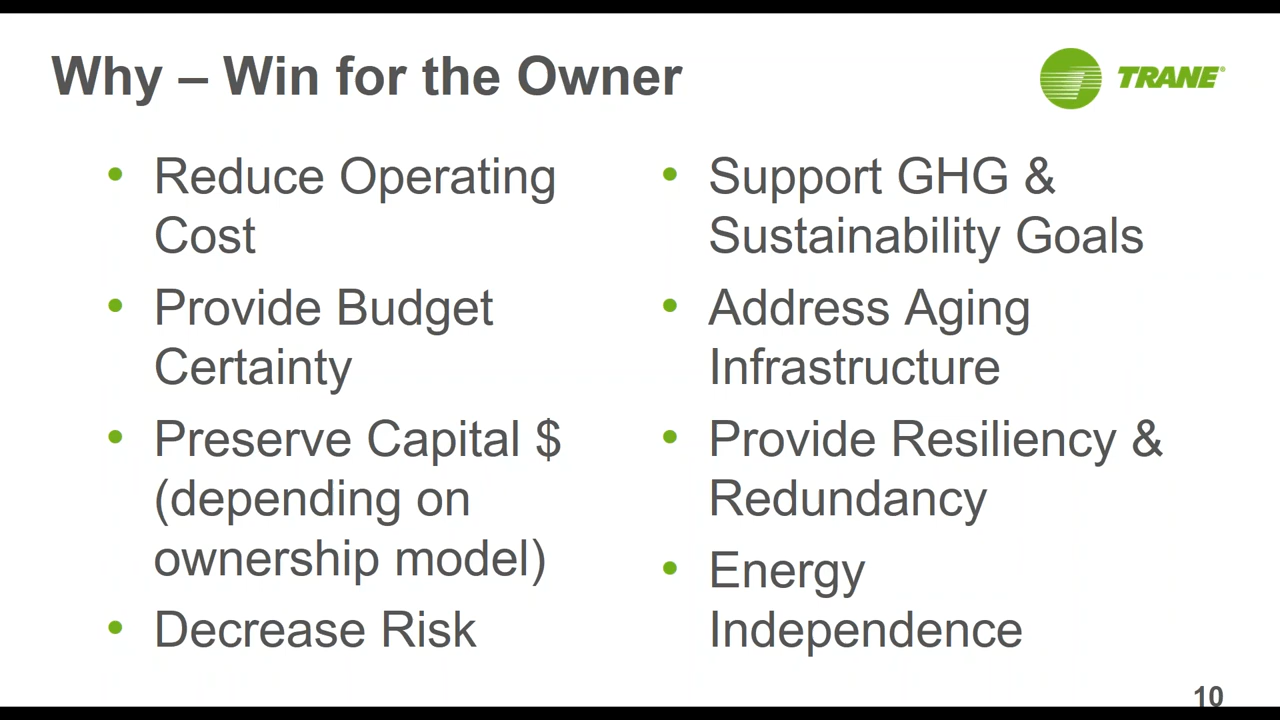 Why – Win for the Owner
TRANE®
• Reduce Operating
Cost
• Provide Budget
Certainty
• Preserve Capital $
(depending on
ownership model)
• Decrease Risk
• Support GHG &
Sustainability Goals
• Address Aging
Infrastructure
• Provide Resiliency &
Redundancy
• Energy
Independence
10